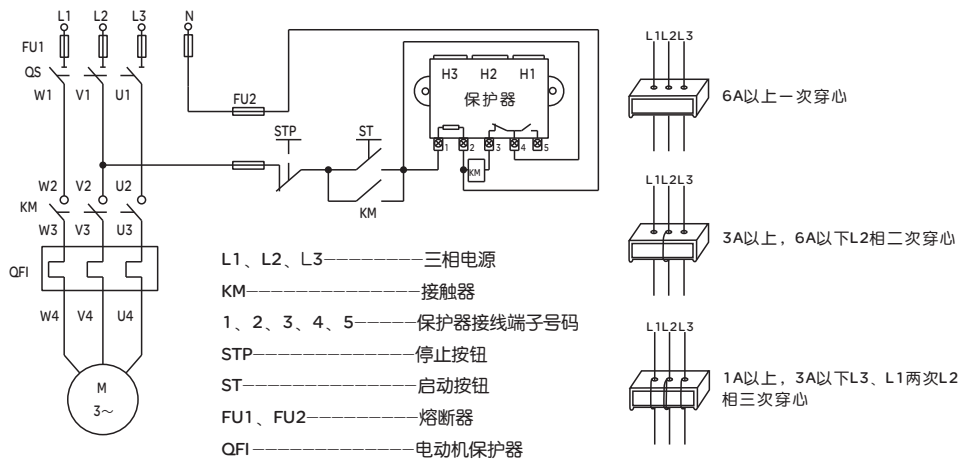 L1 L2 L3 N
FU1
QS
W1 V1 U1
FU2
STP ST
KM
H3 H2 H1
保护器
1 2 3 4 5
KM
W2 V2 U2
KM
W3 V3 U3
QFI
W4 V4 U4
M
3～
L1、L2、L3————————三相电源
KM—————————————接触器
1、2、3、4、5—————保护器接线端子号码
STP————————————停止按钮
ST—————————————启动按钮
FU1、FU2————————熔断器
QFI————————————电动机保护器
L1L2L3
6A以上一次穿心
L1L2L3
3A以上，6A以下L2相二次穿心
L1L2L3
1A以上，3A以下L3、L1两次L2
相三次穿心